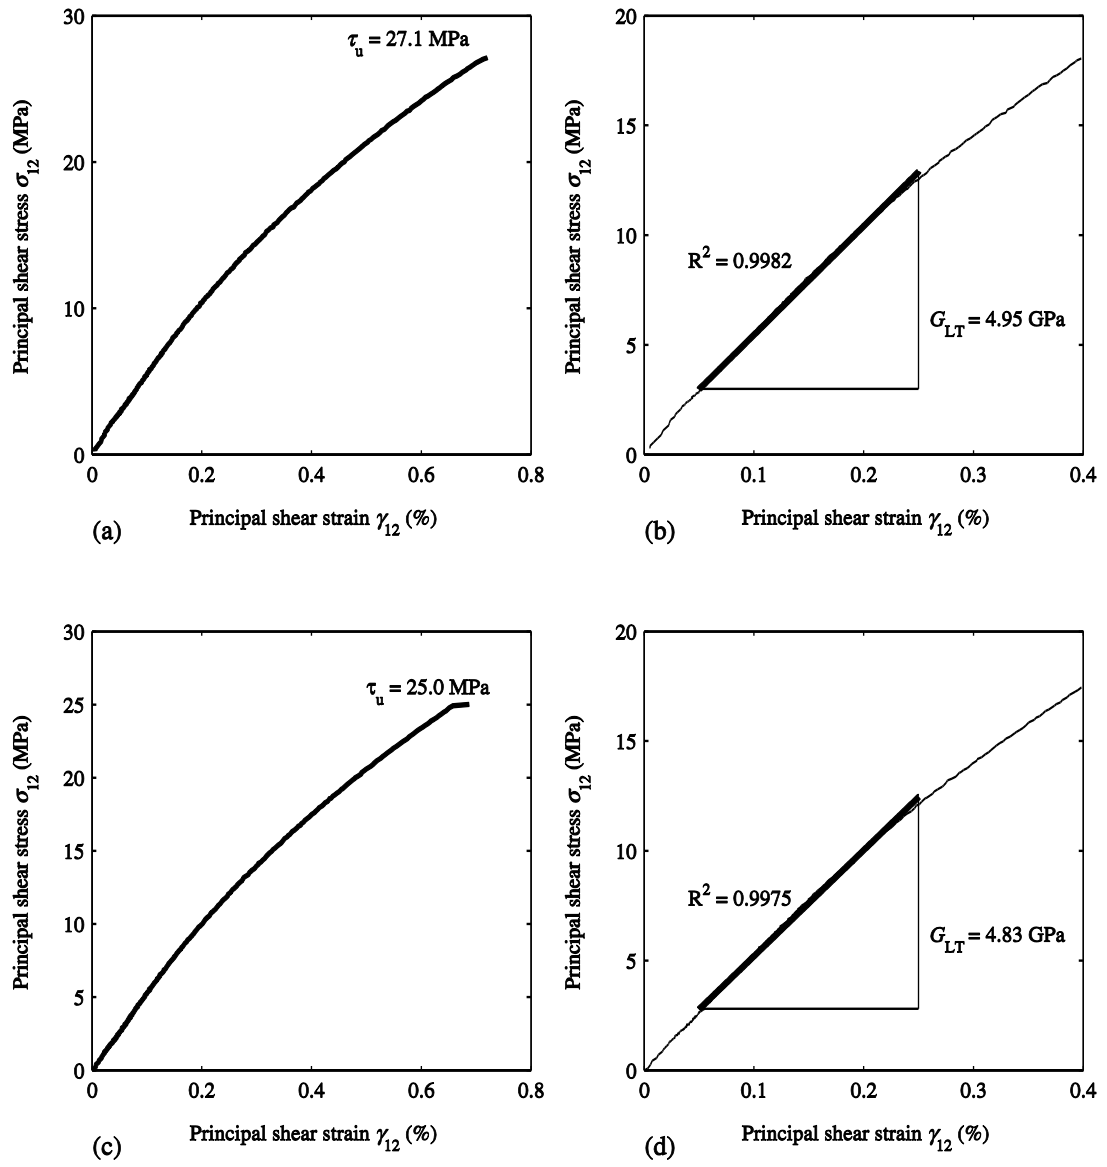 30
20
10
0
0 0.2 0.4 0.6 0.8
τu = 27.1 MPa
Principal shear stress σ12 (MPa)
Principal shear strain γ12 (%)
(a)
20
15
10
5
0
0 0.1 0.2 0.3 0.4
R² = 0.9982
GLT = 4.95 GPa
Principal shear stress σ12 (MPa)
Principal shear strain γ12 (%)
(b)
30
25
20
15
10
5
0
0 0.2 0.4 0.6 0.8
τu = 25.0 MPa
Principal shear stress σ12 (MPa)
Principal shear strain γ12 (%)
(c)
20
15
10
5
0
0 0.1 0.2 0.3 0.4
R² = 0.9975
GLT = 4.83 GPa
Principal shear stress σ12 (MPa)
Principal shear strain γ12 (%)
(d)